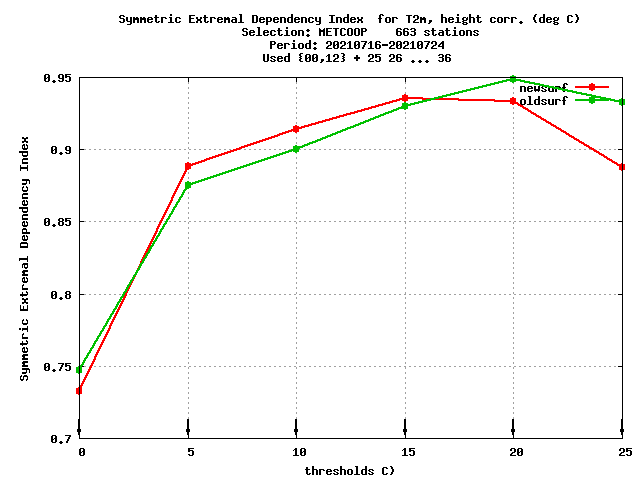 Symmetric Extremal Dependency Index  for T2m, height corr. (deg C)
Selection: METCOOP    663 stations
Period: 20210716-20210724
Used {00,12} + 25 26 ... 36
Symmetric Extremal Dependency Index
0.95
0.9
0.85
0.8
0.75
0.7
newsurf
oldsurf
0 5 10 15 20 25
thresholds C)